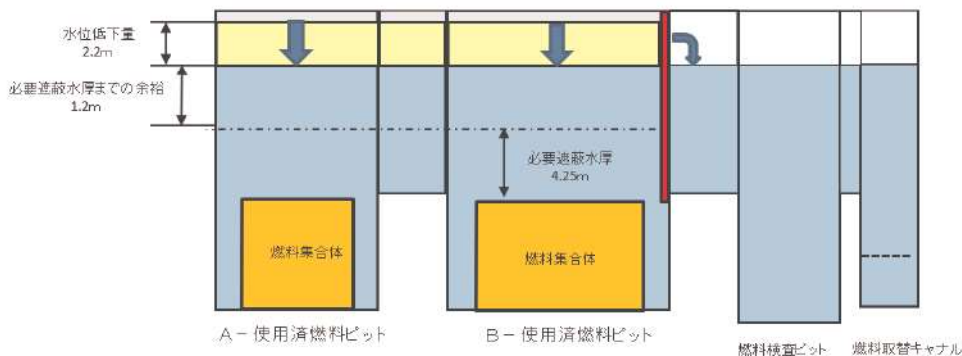 水位低下量
2.2m
必要遮蔽水厚までの余裕
1.2m
必要遮蔽水厚
4.25m
燃料集合体
燃料集合体
A－使用済燃料ピット
B－使用済燃料ピット
燃料検査ピット
燃料取替キャナル